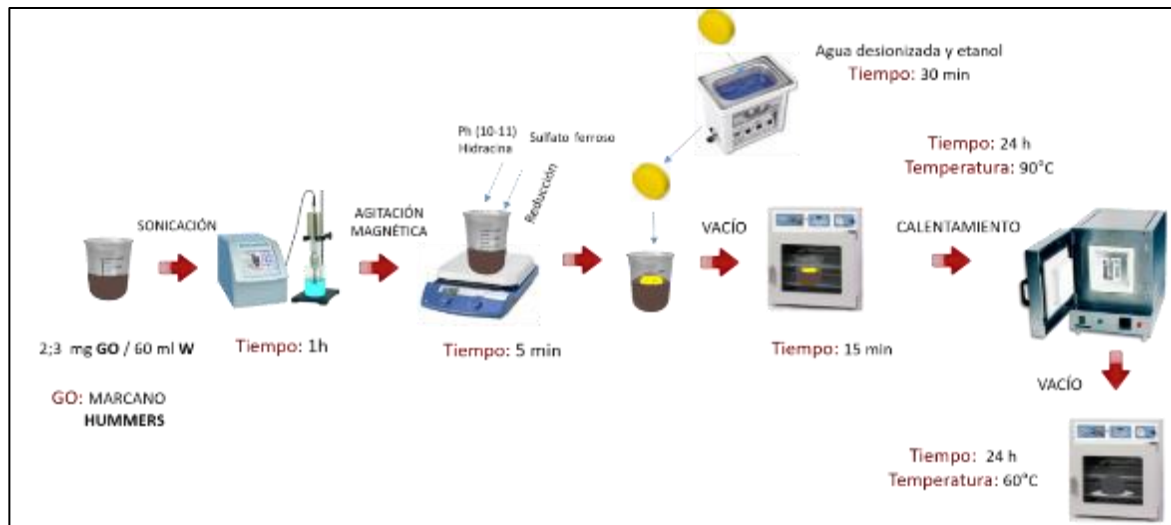 Agua desionizada y etanol
Tiempo: 30 min
Ph (10-11)
Hidracina
Sulfato ferroso
Reducción
Tiempo: 24 h
Temperatura: 90°C
SONICACIÓN
AGITACIÓN
MAGNÉTICA
VACÍO
CALENTAMIENTO
2;3 mg GO / 60 ml W
Tiempo: 1h
Tiempo: 5 min
Tiempo: 15 min
GO: MARCANO
HUMMERS
VACÍO
Tiempo: 24 h
Temperatura: 60°C